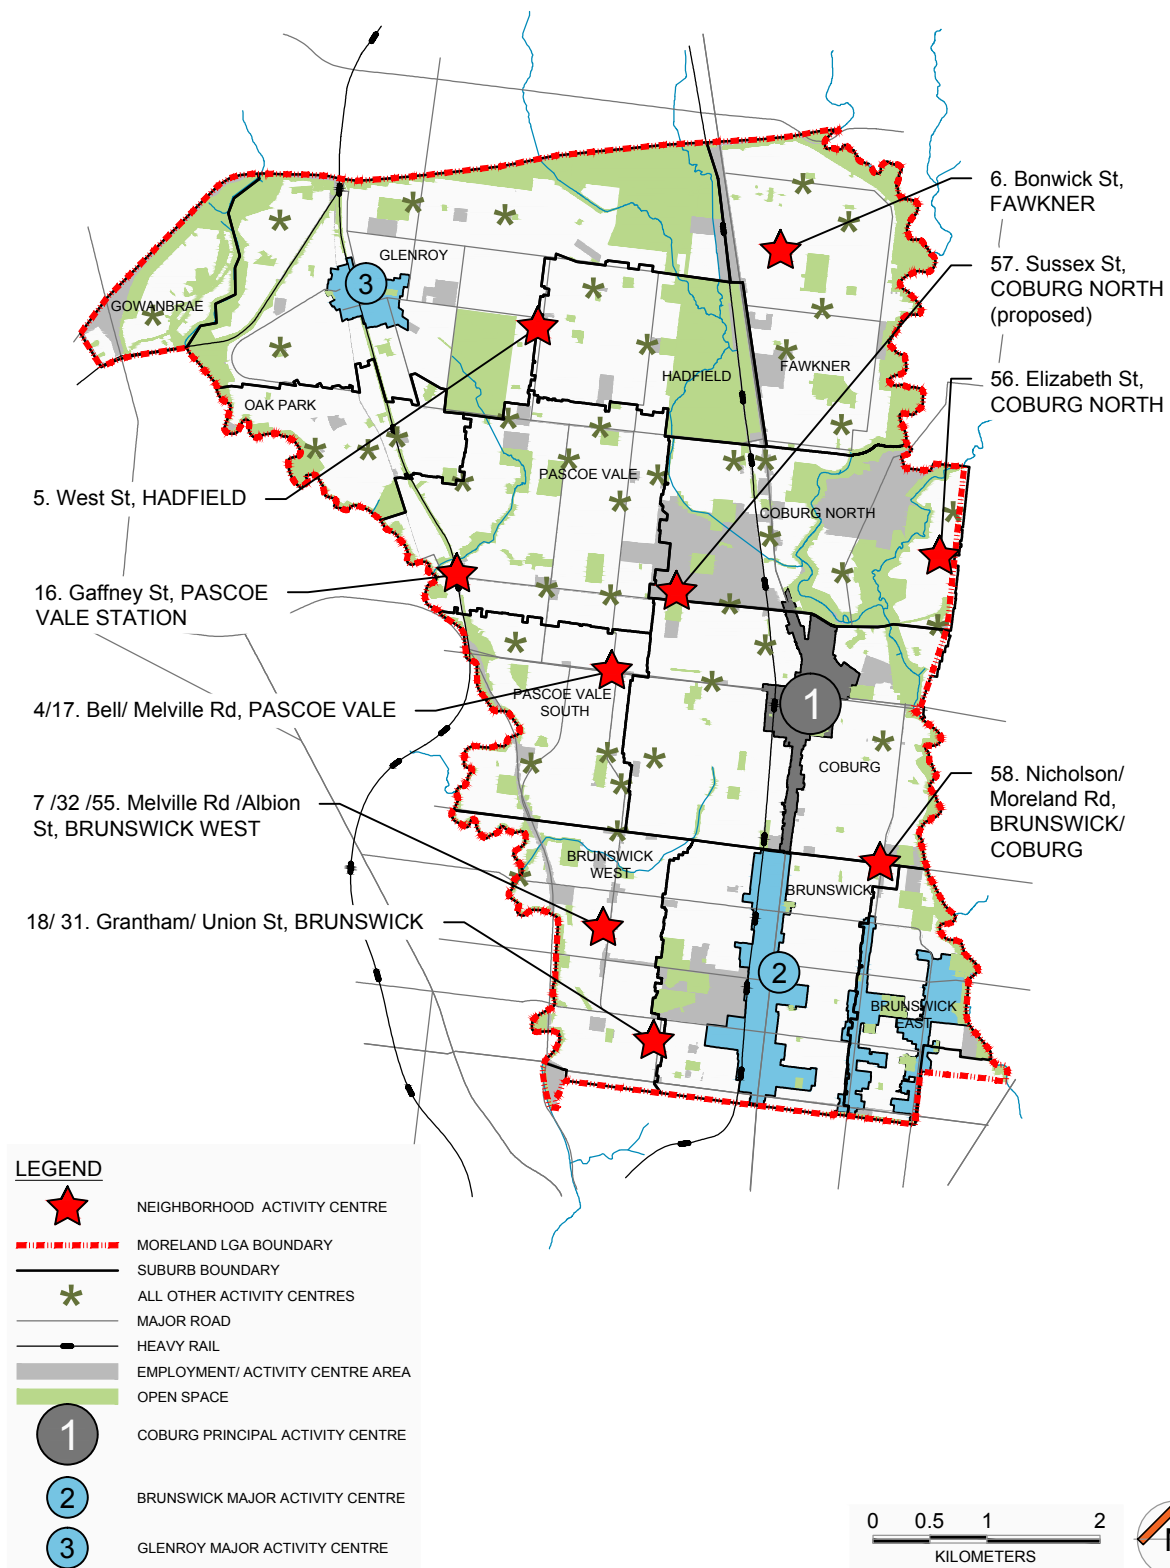 6. Bonwick St,
FAWKNER
57. Sussex St,
COBURG NORTH
(proposed)
56. Elizabeth St,
COBURG NORTH
GLENROY
3
GOWANBRAE
HADFIELD
FAWKNER
OAK PARK
PASCOE VALE
COBURG NORTH
5. West St, HADFIELD
16. Gaffney St, PASCOE
VALE STATION
4/17. Bell/ Melville Rd, PASCOE VALE
PASCOE VALE
SOUTH
1
COBURG
7 /32 /55. Melville Rd /Albion
St, BRUNSWICK WEST
58. Nicholson/
Moreland Rd,
BRUNSWICK/
COBURG
BRUNSWICK
WEST
BRUNSWICK
18/ 31. Grantham/ Union St, BRUNSWICK
2
BRUNSWICK
EAST
LEGEND
NEIGHBORHOOD ACTIVITY CENTRE
MORELAND LGA BOUNDARY
SUBURB BOUNDARY
ALL OTHER ACTIVITY CENTRES
MAJOR ROAD
HEAVY RAIL
EMPLOYMENT/ ACTIVITY CENTRE AREA
OPEN SPACE
1 COBURG PRINCIPAL ACTIVITY CENTRE
2 BRUNSWICK MAJOR ACTIVITY CENTRE
3 GLENROY MAJOR ACTIVITY CENTRE
0 0.5 1 2
KILOMETERS